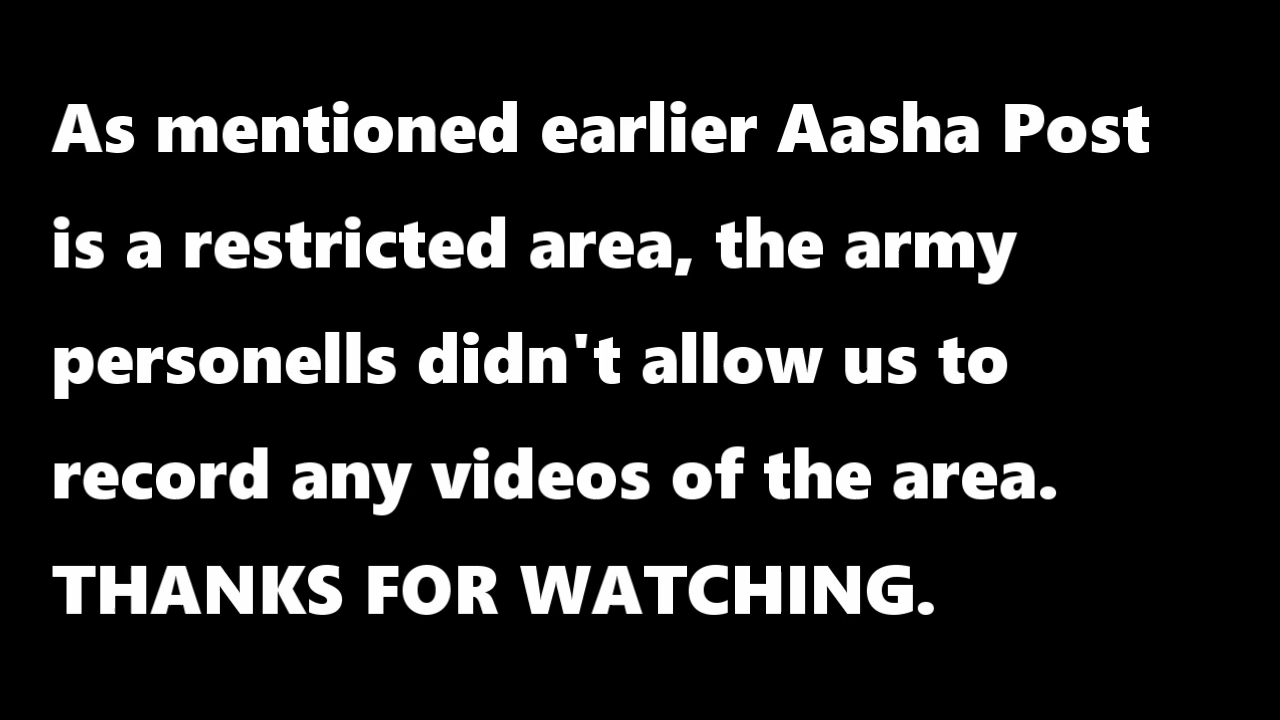 As mentioned earlier Aasha Post
is a restricted area, the army
personells didn't allow us to
record any videos of the area.
THANKS FOR WATCHING.